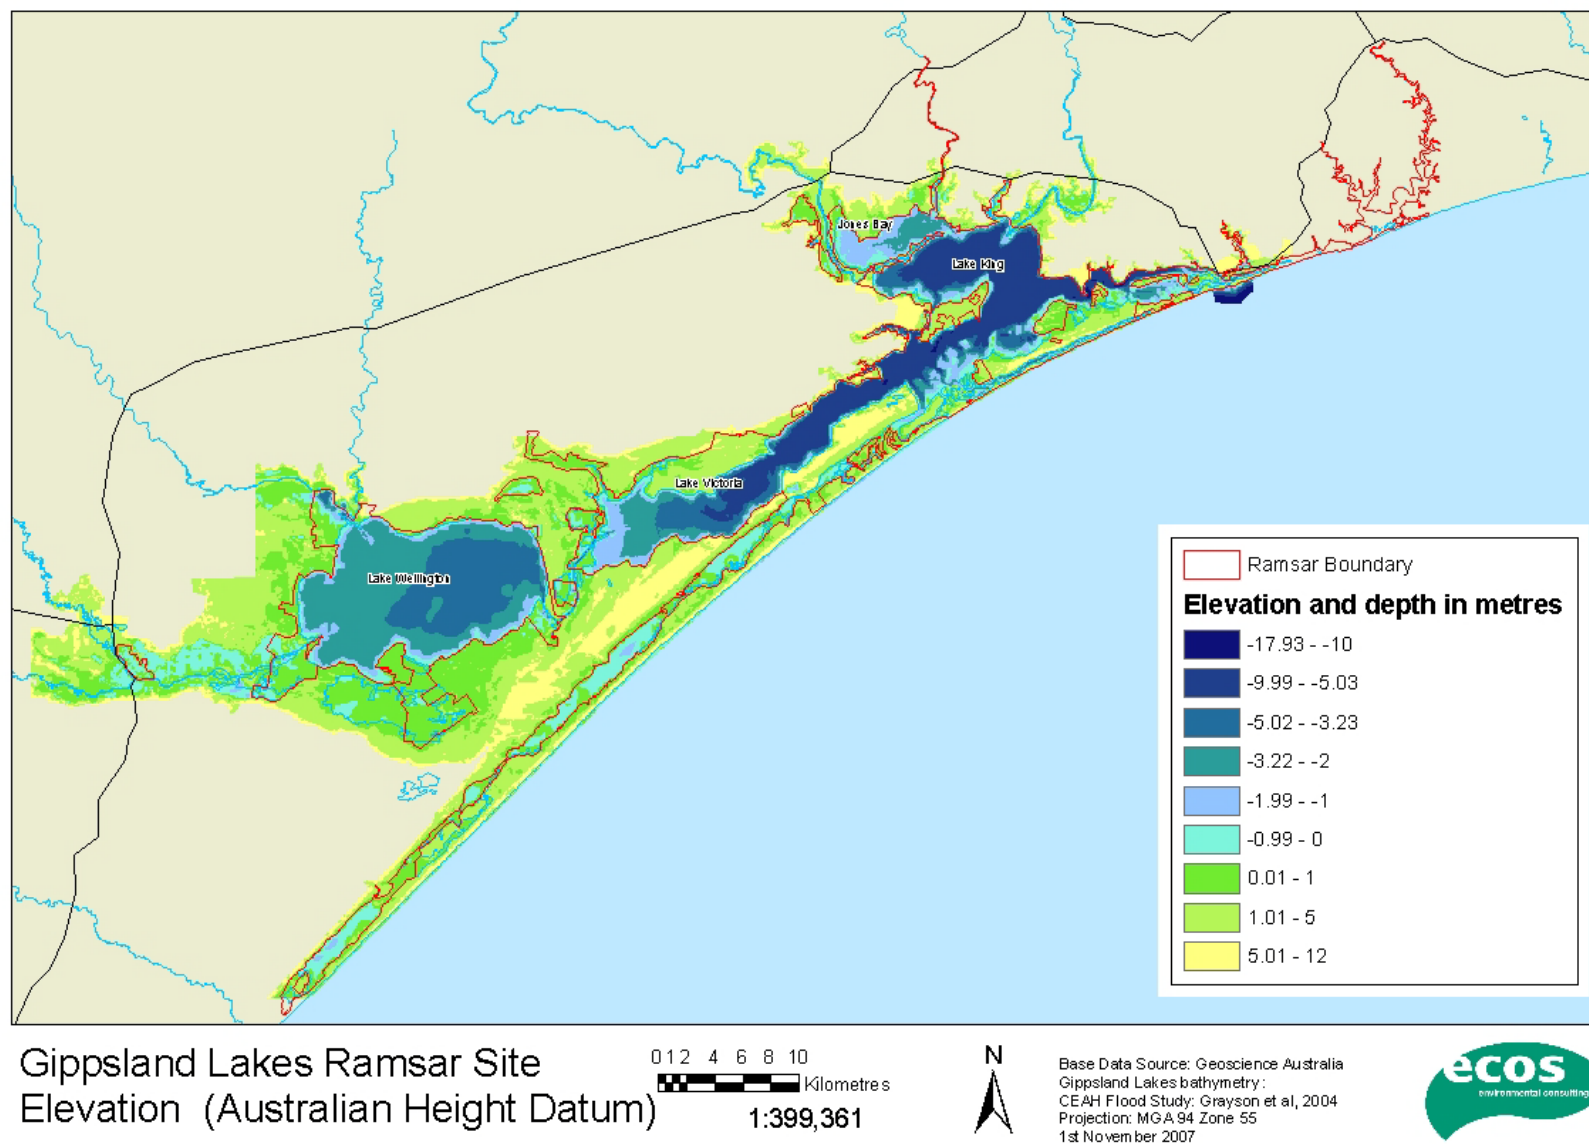 Jones Bay
Lake King
Lake Victoria
Lake Wellington
Ramsar Boundary
Elevation and depth in metres
-17.93 - -10
-9.99 - -5.03
-5.02 - -3.23
-3.22 - -2
-1.99 - -1
-0.99 - 0
0.01 - 1
1.01 - 5
5.01 - 12
Gippsland Lakes Ramsar Site
Elevation (Australian Height Datum)
0 1 2 4 6 8 10
Kilometres
1:399,361
N
Base Data Source: Geoscience Australia
Gippsland Lakes bathymetry:
CEAH Flood Study: Grayson et al, 2004
Projection: MGA 94 Zone 55
1st November 2007
ecos
environmental consulting